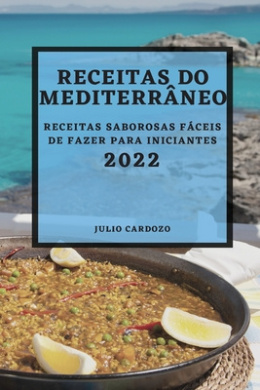 RECEITAS DO
MEDITERRÂNEO
RECEITAS SABOROSAS FÁCEIS
DE FAZER PARA INICIANTES
2022
JULIO CARDOZO